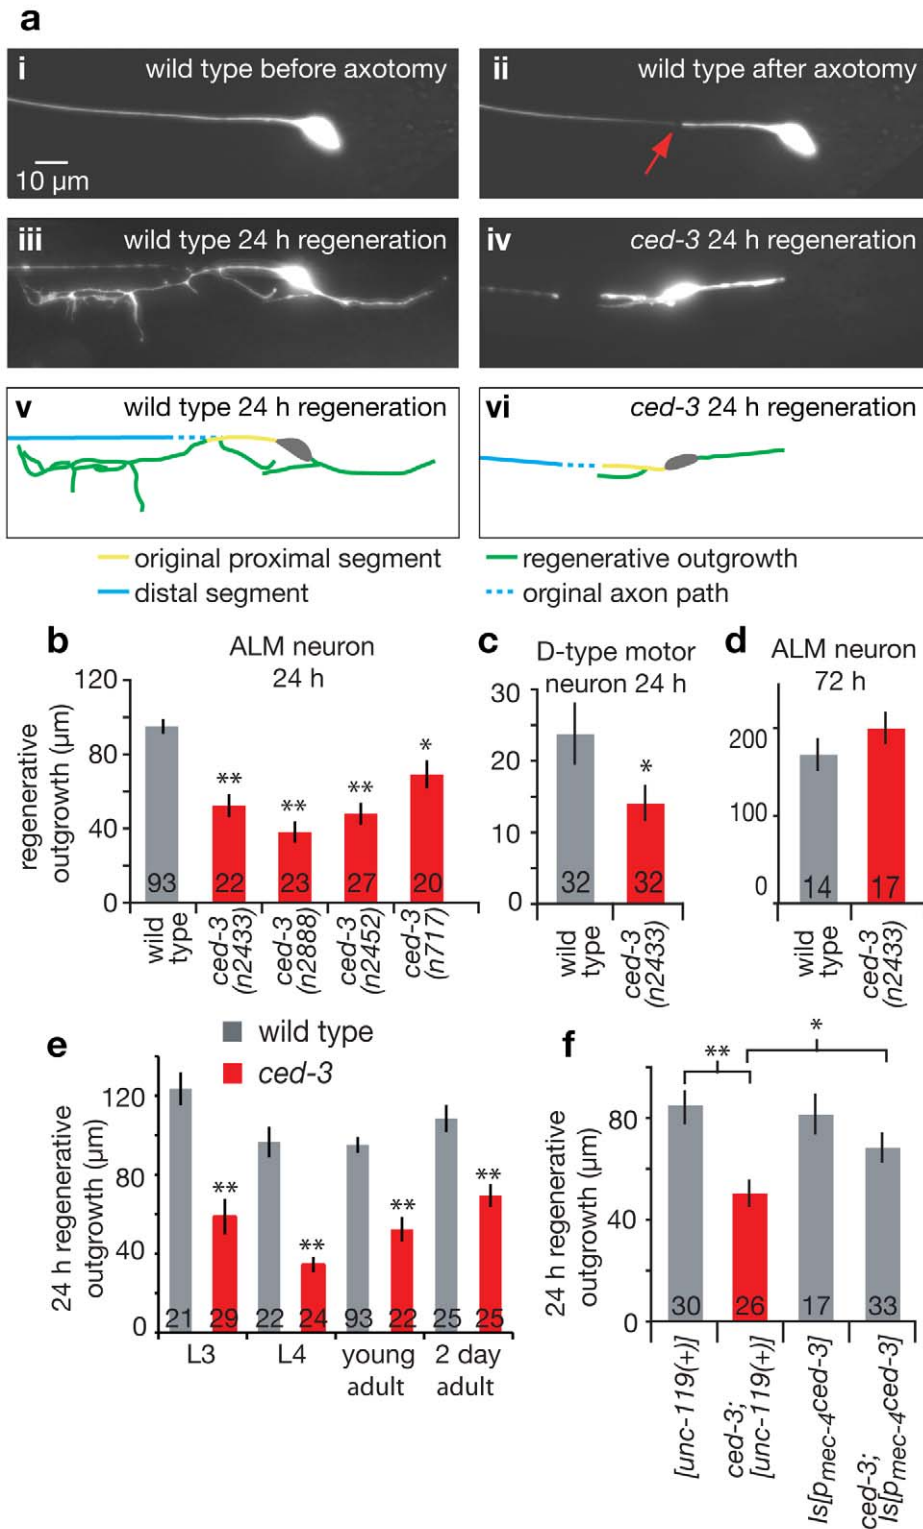 a
i wild type before axotomy
10 µm
ii wild type after axotomy
iii wild type 24 h regeneration
iv ced-3 24 h regeneration
v wild type 24 h regeneration
vi ced-3 24 h regeneration
original proximal segment
regenerative outgrowth
distal segment
orginal axon path
b
ALM neuron
24 h
regenerative
outgrowth (µm)
120
80
40
0
**
**
**
*
93
22
23
27
20
wild
type
ced-3
(n2433)
ced-3
(n2888)
ced-3
(n2452)
ced-3
(n717)
c
D-type motor
neuron 24 h
30
20
10
0
*
32
32
wild
type
ced-3
(n2433)
d
ALM neuron
72 h
200
100
0
14
17
wild
type
ced-3
(n2433)
e
wild type
ced-3
24 h regenerative
outgrowth (µm)
120
80
40
0
**
**
**
**
21
29
22
24
93
22
25
25
L3
L4
young
adult
2 day
adult
f
24 h regenerative
outgrowth (µm)
80
40
0
**
*
30
26
17
33
[unc-119(+)]
ced-3;
[unc-119(+)]
Is[pmec-4ced-3]
ced-3;
Is[pmec-4ced-3]